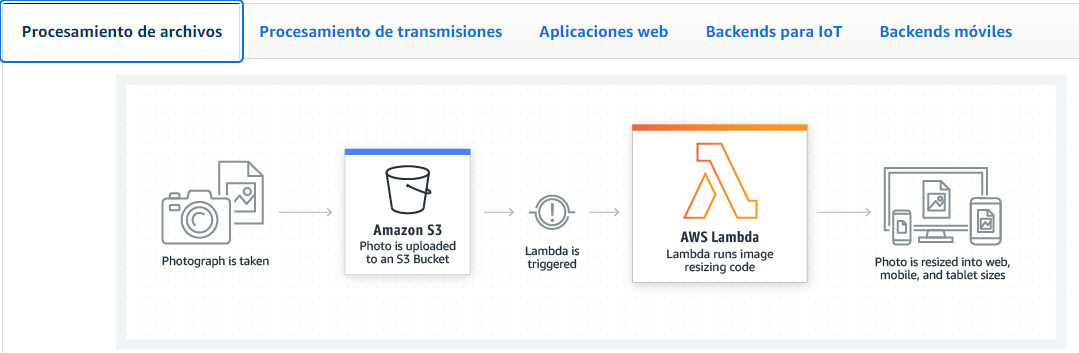 Procesamiento de archivos
Procesamiento de transmisiones
Aplicaciones web
Backends para IoT
Backends móviles
Photograph is taken
Amazon S3
Photo is uploaded
to an S3 Bucket
Lambda is
triggered
AWS Lambda
Lambda runs image
resizing code
Photo is resized into web,
mobile, and tablet sizes